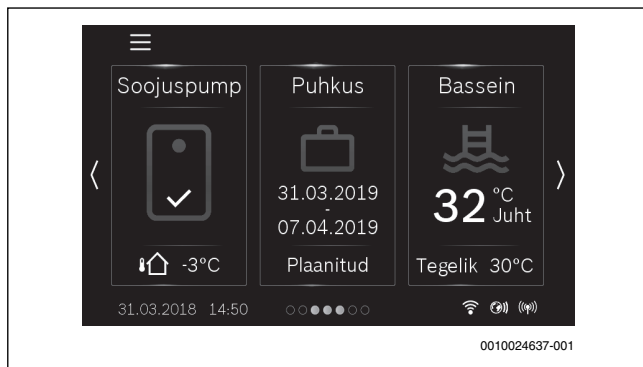 Soojuspump
Puhkus
Bassein
31.03.2019
-
07.04.2019
32 °C
Juht
-3°C
Plaanitud
Tegelik 30°C
31.03.2018 14:50
0010024637-001